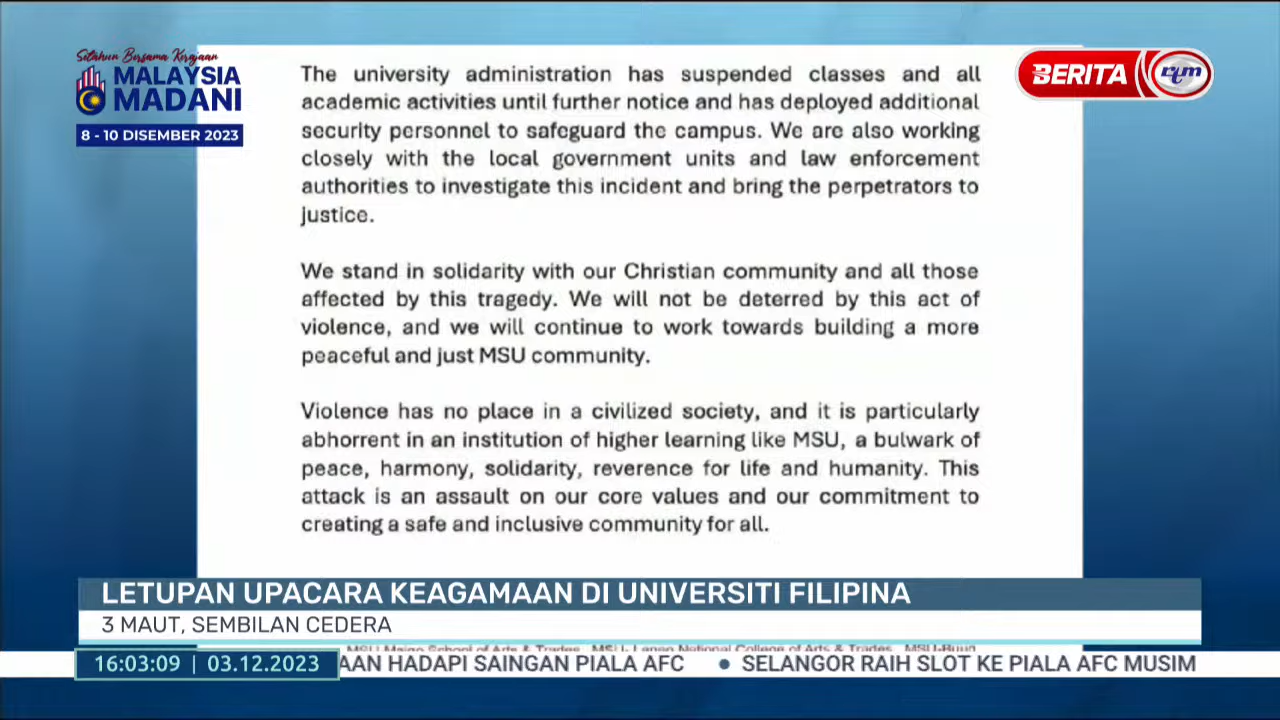 Setahun Bersama Kerajaan
MALAYSIA
MADANI
8 - 10 DISEMBER 2023
BERITA rtm
The university administration has suspended classes and all
academic activities until further notice and has deployed additional
security personnel to safeguard the campus. We are also working
closely with the local government units and law enforcement
authorities to investigate this incident and bring the perpetrators to
justice.
We stand in solidarity with our Christian community and all those
affected by this tragedy. We will not be deterred by this act of
violence, and we will continue to work towards building a more
peaceful and just MSU community.
Violence has no place in a civilized society, and it is particularly
abhorrent in an institution of higher learning like MSU, a bulwark of
peace, harmony, solidarity, reverence for life and humanity. This
attack is an assault on our core values and our commitment to
creating a safe and inclusive community for all.
LETUPAN UPACARA KEAGAMAAN DI UNIVERSITI FILIPINA
3 MAUT, SEMBILAN CEDERA
16:03:09 | 03.12.2023 AAN HADAPI SAINGAN PIALA AFC • SELANGOR RAIH SLOT KE PIALA AFC MUSIM